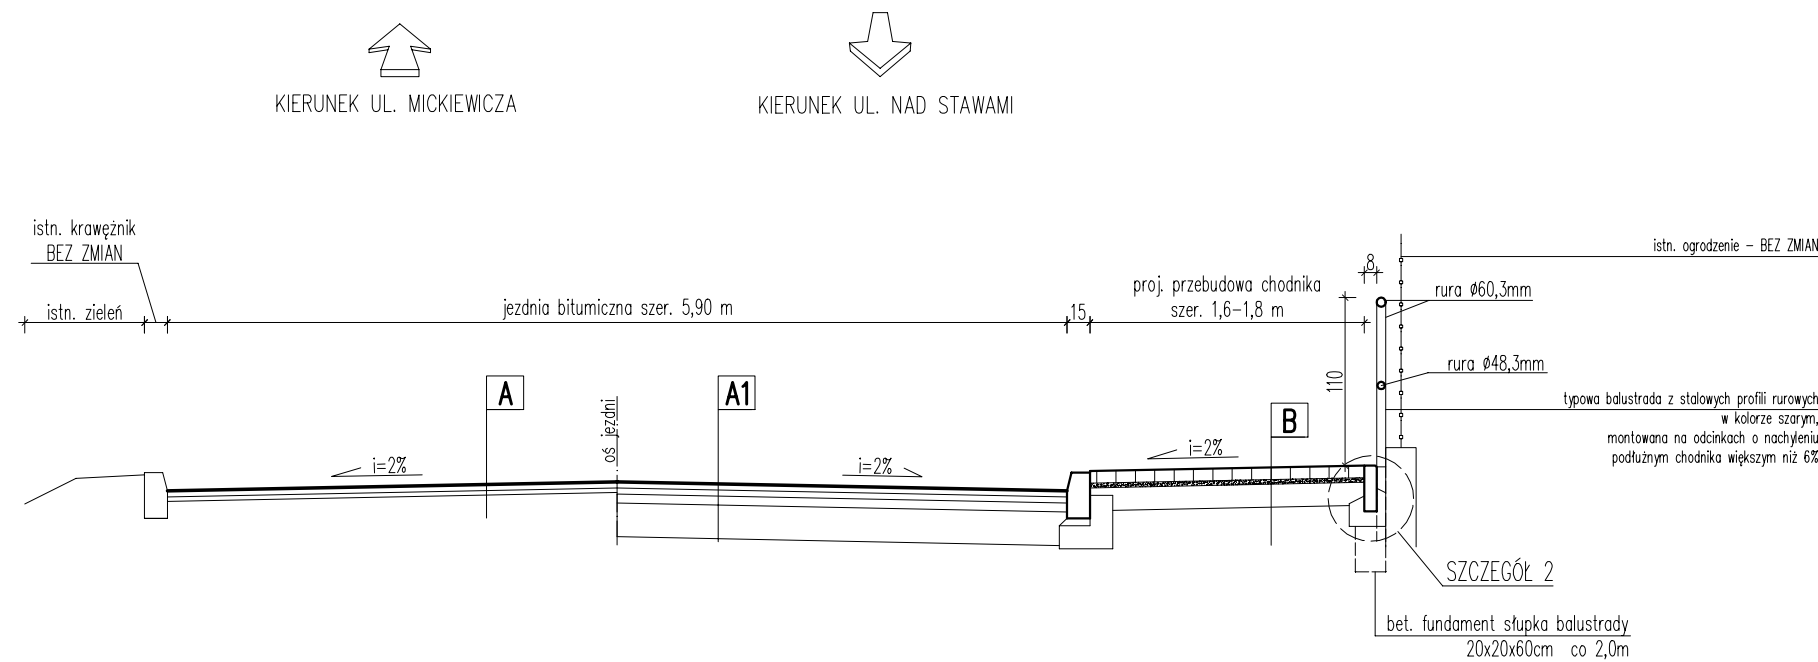 KIERUNEK UL. MICKIEWICZA
KIERUNEK UL. NAD STAWAMI
istn. krawężnik
BEZ ZMIAN
istn. zieleń
jezdnia bitumiczna szer. 5,90 m
15
proj. przebudowa chodnika
szer. 1,6-1,8 m
8
istn. ogrodzenie - BEZ ZMIAN
rura ø60,3mm
rura ø48,3mm
110
typowa balustrada z stalowych profili rurowych
w kolorze szarym,
montowana na odcinkach o nachyleniu
podłużnym chodnika większym niż 6%
A
oś jezdni
A1
B
i=2%
i=2%
i=2%
SZCZEGÓŁ 2
bet. fundament słupka balustrady
20x20x60cm co 2,0m